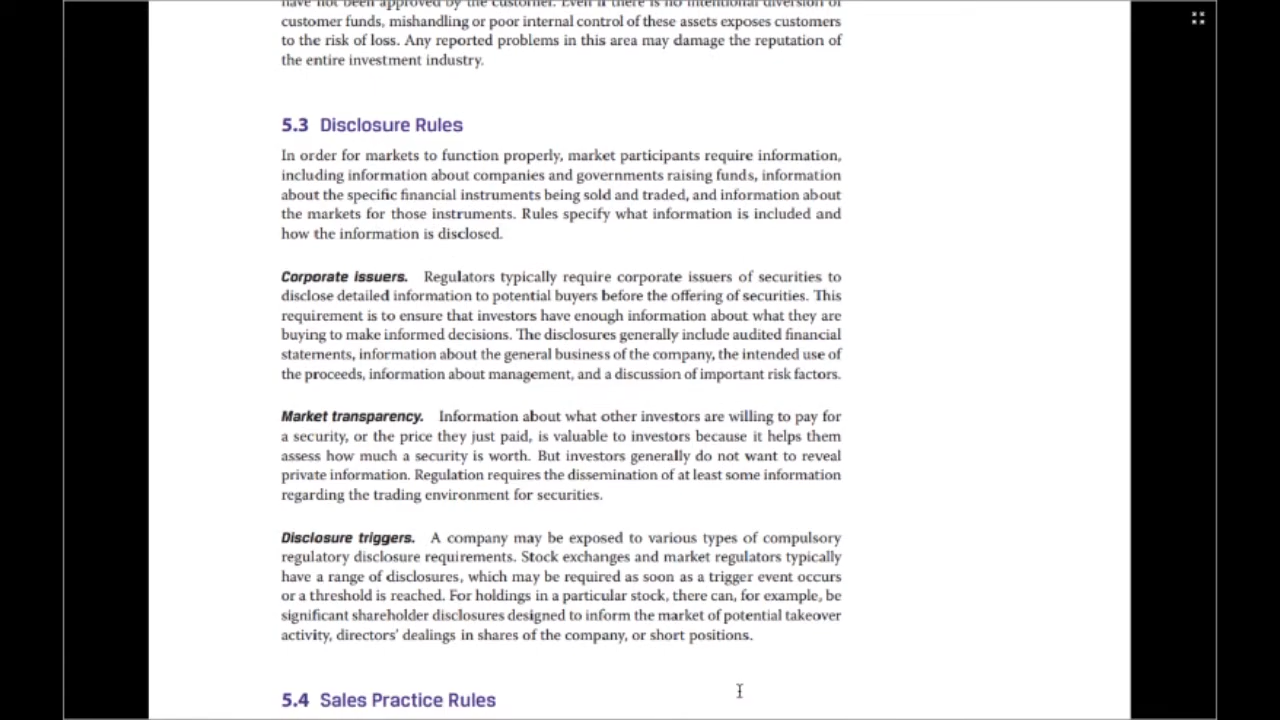 have not been approved by the customer. Even if there is no intentional diversion of
customer funds, mishandling or poor internal control of these assets exposes customers
to the risk of loss. Any reported problems in this area may damage the reputation of
the entire investment industry.
5.3 Disclosure Rules
In order for markets to function properly, market participants require information,
including information about companies and governments raising funds, information
about the specific financial instruments being sold and traded, and information about
the markets for those instruments. Rules specify what information is included and
how the information is disclosed.
Corporate issuers. Regulators typically require corporate issuers of securities to
disclose detailed information to potential buyers before the offering of securities. This
requirement is to ensure that investors have enough information about what they are
buying to make informed decisions. The disclosures generally include audited financial
statements, information about the general business of the company, the intended use of
the proceeds, information about management, and a discussion of important risk factors.
Market transparency. Information about what other investors are willing to pay for
a security, or the price they just paid, is valuable to investors because it helps them
assess how much a security is worth. But investors generally do not want to reveal
private information. Regulation requires the dissemination of at least some information
regarding the trading environment for securities.
Disclosure triggers. A company may be exposed to various types of compulsory
regulatory disclosure requirements. Stock exchanges and market regulators typically
have a range of disclosures, which may be required as soon as a trigger event occurs
or a threshold is reached. For holdings in a particular stock, there can, for example, be
significant shareholder disclosures designed to inform the market of potential takeover
activity, directors' dealings in shares of the company, or short positions.
5.4 Sales Practice Rules